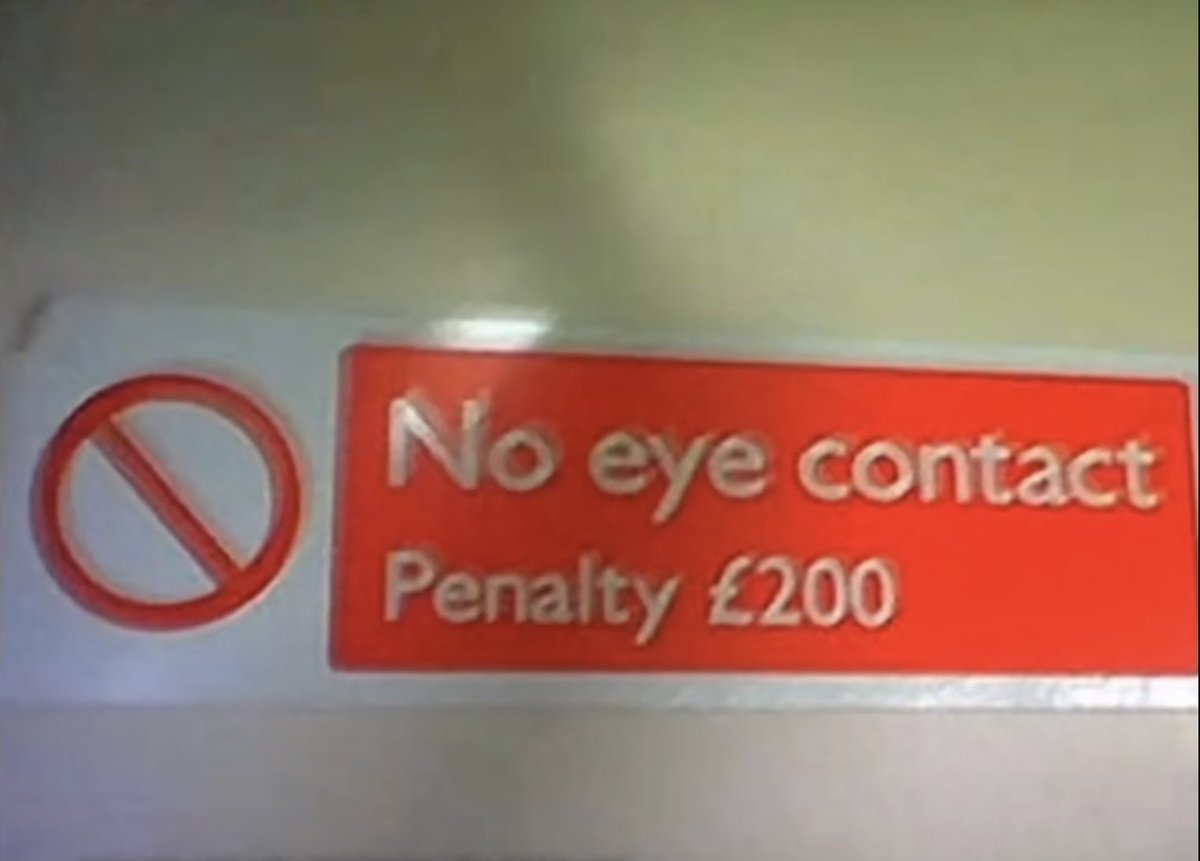 No eye contact
Penalty £200